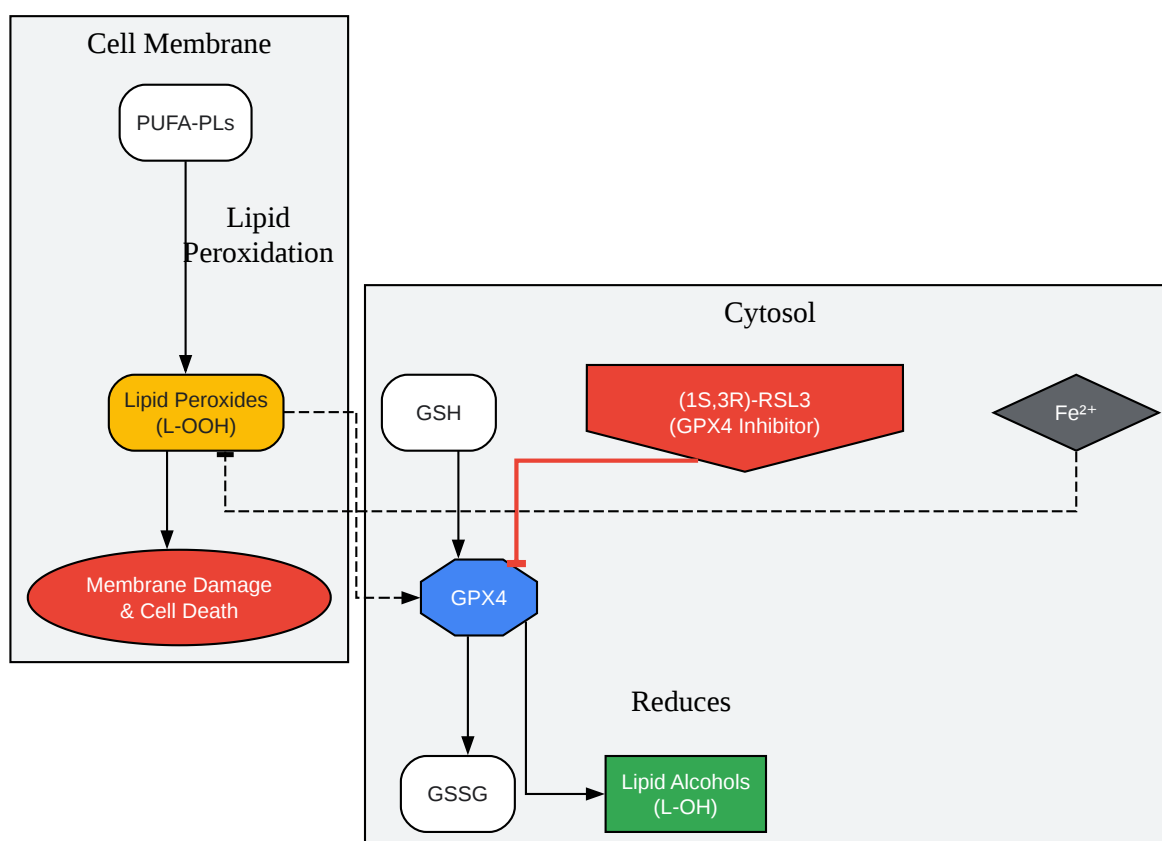 Cell Membrane
PUFA-PLs
Lipid
Peroxidation
Lipid Peroxides
(L-OOH)
Membrane Damage
& Cell Death
Cytosol
GSH
(1S,3R)-RSL3
(GPX4 Inhibitor)
Fe²⁺
GPX4
Reduces
GSSG
Lipid Alcohols
(L-OH)